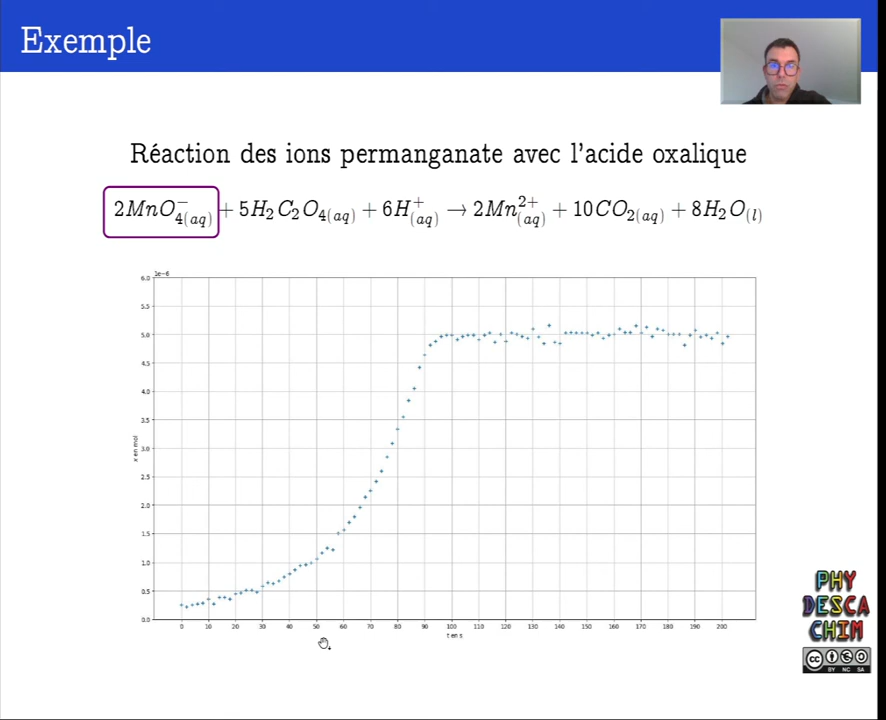 Exemple
Réaction des ions permanganate avec l'acide oxalique
2MnO₄⁻(aq) + 5H₂C₂O₄(aq) + 6H⁺(aq) → 2Mn²⁺(aq) + 10CO₂(aq) + 8H₂O(l)
1e−6
6.0
5.5
5.0
4.5
4.0
3.5
3.0
2.5
2.0
1.5
1.0
0.5
0.0
x en mol
0 10 20 30 40 50 60 70 80 90 100 110 120 130 140 150 160 170 180 190 200
t en s
PHY
DESCA
CHIM
cc
BY NC SA